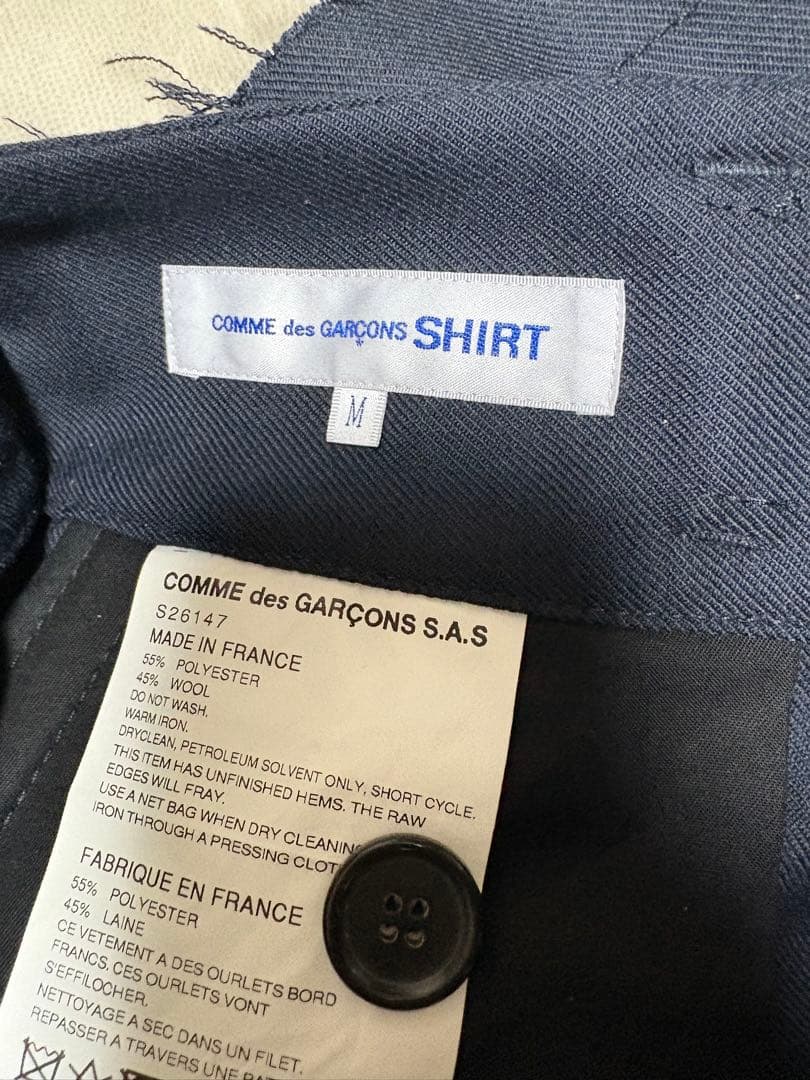 COMME des GARÇONS SHIRT
M
COMME des GARÇONS S.A.S
S26147
MADE IN FRANCE
55% POLYESTER
45% WOOL
DO NOT WASH.
WARM IRON.
DRYCLEAN, PETROLEUM SOLVENT ONLY, SHORT CYCLE.
THIS ITEM HAS UNFINISHED HEMS. THE RAW
EDGES WILL FRAY.
USE A NET BAG WHEN DRY CLEANING
IRON THROUGH A PRESSING CLOT
FABRIQUE EN FRANCE
55% POLYESTER
45% LAINE
CE VETEMENT A DES OURLETS BORD
FRANCS, CES OURLETS VONT
S'EFFILOCHER.
NETTOYAGE A SEC DANS UN FILET.
REPASSER A TRAVERS UNE